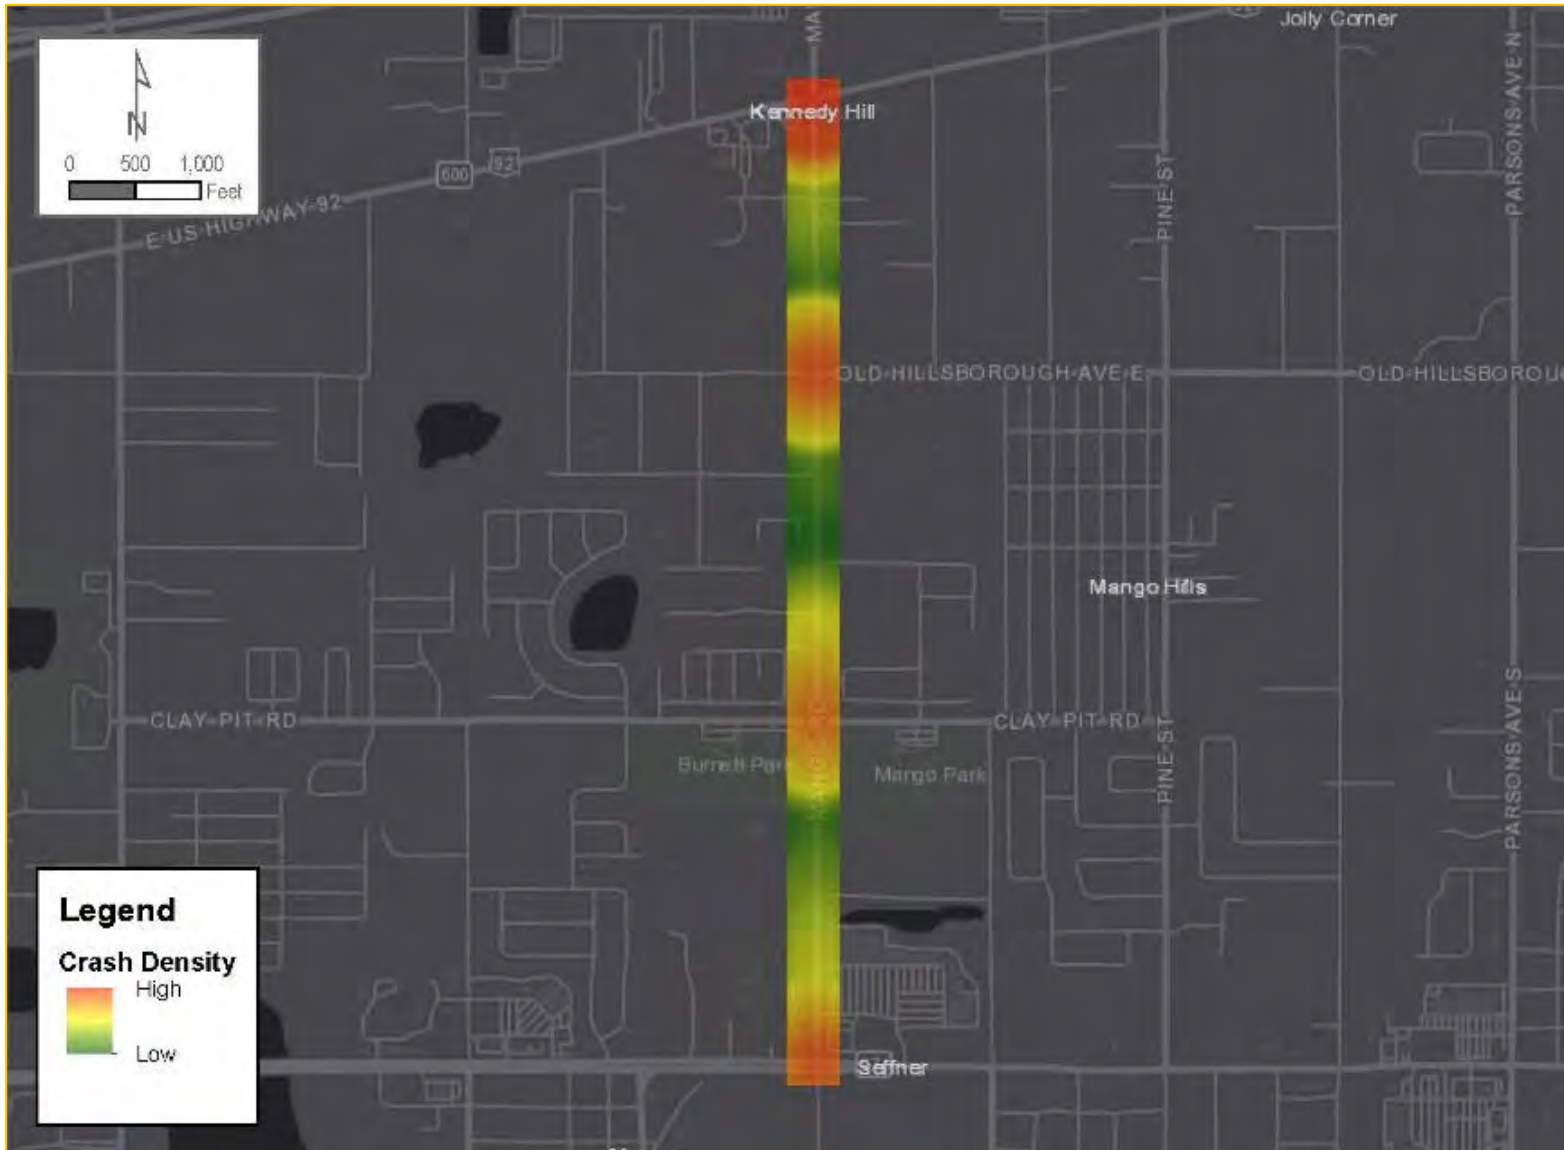 Jolly Corner
MA
N
0 500 1,000
Feet
Kennedy Hill
600
92
E US HIGHWAY 92
PINE ST
PARSONS AVE N
OLD HILLSBOROUGH AVE E
OLD HILLSBOROU
Mango Hills
CLAY PIT RD
CLAY PIT RD
Burnett Park
Mango Park
PINE ST
PARSONS AVE S
Legend
Crash Density
High
Low
Seffner